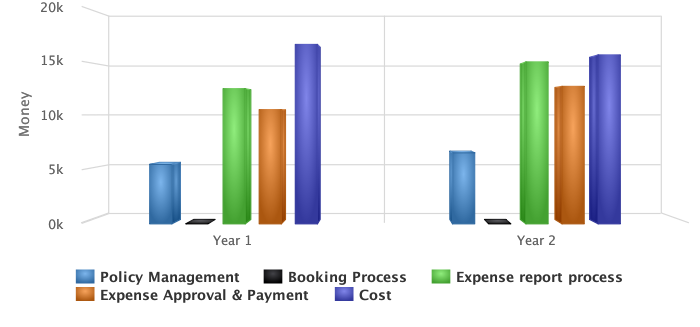 20k
15k
10k
5k
0k
Money
Year 1
Year 2
Policy Management
Booking Process
Expense report process
Expense Approval & Payment
Cost